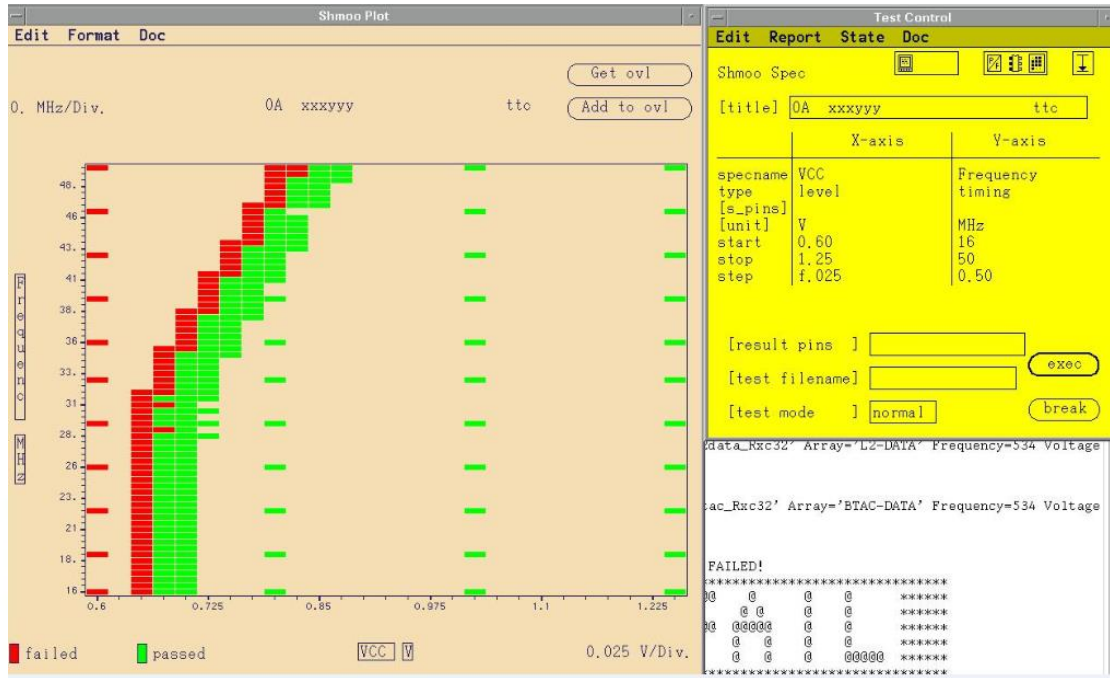 Shmoo Plot
Edit Format Doc
Get ovl
0. MHz/Div. 0A xxxyyy ttc
Add to ovl
48.
46
43.
41
38.
36
33.
31
28.
26
23.
21
18.
16
Frequenc
MHz
0.6 0.725 0.85 0.975 1.1 1.225
failed passed VCC V 0.025 V/Div.
Test Control
Edit Report State Doc
Shmoo Spec
P/F
[title] 0A xxxyyy ttc
X-axis Y-axis
specname VCC Frequency
type level timing
[s_pins]
[unit] V MHz
start 0.60 16
stop 1.25 50
step f.025 0.50
[result pins ]
exec
[test filename]
[test mode ] normal
break
data_Rxc32' Array='L2-DATA' Frequency=534 Voltage
tac_Rxc32' Array='BTAC-DATA' Frequency=534 Voltage
FAILED!
******************************
@@ @ @ @ ******
@ @ @ @ ******
@@ @@@@@ @ @ ******
@ @ @ @ ******
@ @ @ @@@@@ ******
******************************